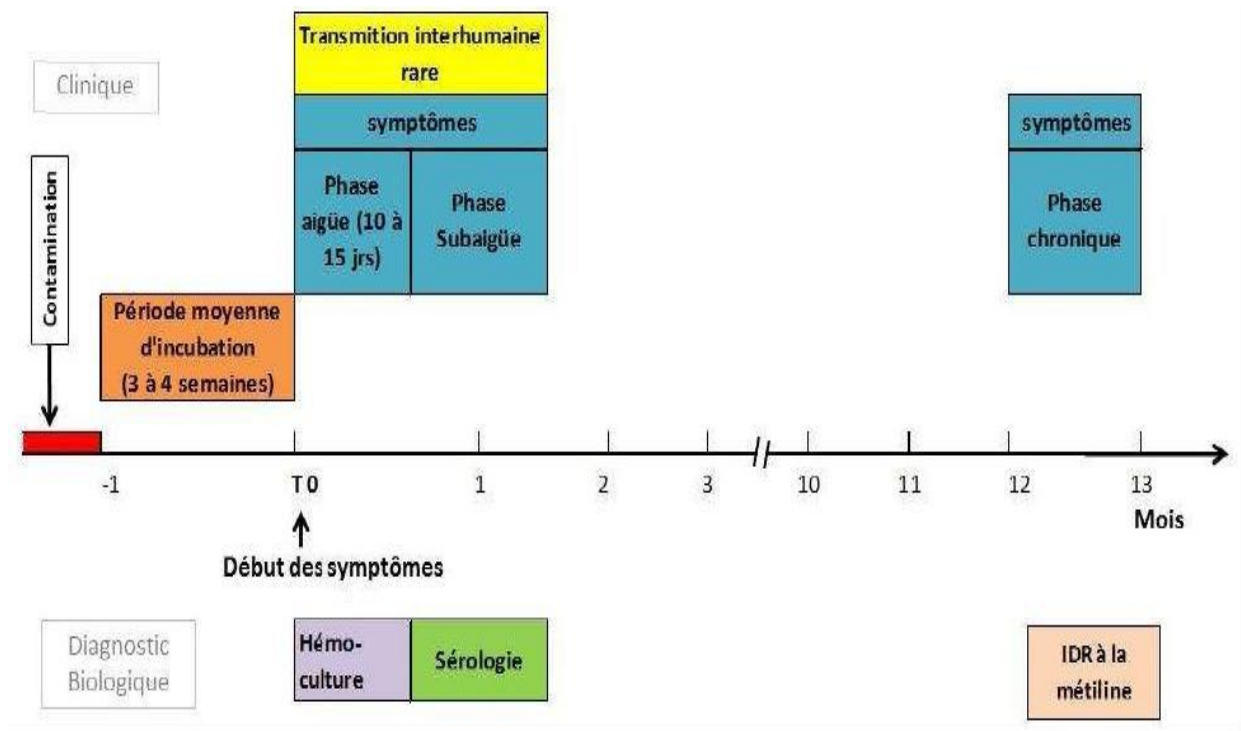 Transmition interhumaine
rare
Clinique
symptômes
symptômes
Contamination
Phase
aigüe (10 à
15 jrs)
Phase
Subaigüe
Phase
chronique
Période moyenne
d'incubation
(3 à 4 semaines)
-1 T 0 1 2 3 10 11 12 13
Mois
Début des symptômes
Diagnostic
Biologique
Hémo-
culture
Sérologie
IDR à la
métiline